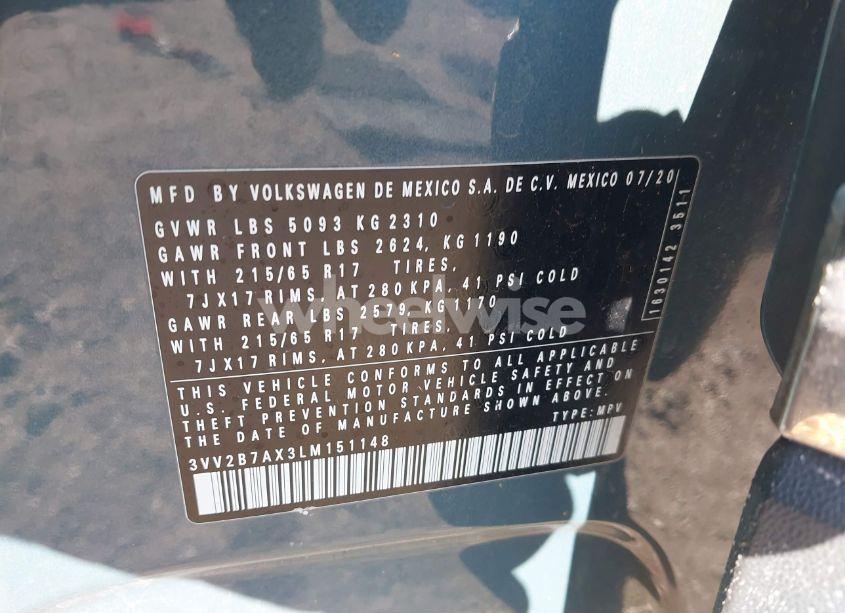 MFD BY VOLKSWAGEN DE MEXICO S.A. DE C.V. MEXICO 07/20
GVWR LBS 5093 KG 2310
GAWR FRONT LBS 2624, KG 1190
WITH 215/65 R17 TIRES,
7JX17 RIMS, AT 280 KPA, 41 PSI COLD
GAWR REAR LBS 2579, KG 1170
WITH 215/65 R17 TIRES,
7JX17 RIMS, AT 280 KPA, 41 PSI COLD
THIS VEHICLE CONFORMS TO ALL APPLICABLE
U.S. FEDERAL MOTOR VEHICLE SAFETY AND
THEFT PREVENTION STANDARDS IN EFFECT ON
THE DATE OF MANUFACTURE SHOWN ABOVE.
TYPE: MPV
3VV2B7AX3LM151148
1630142 3511
wheelwise